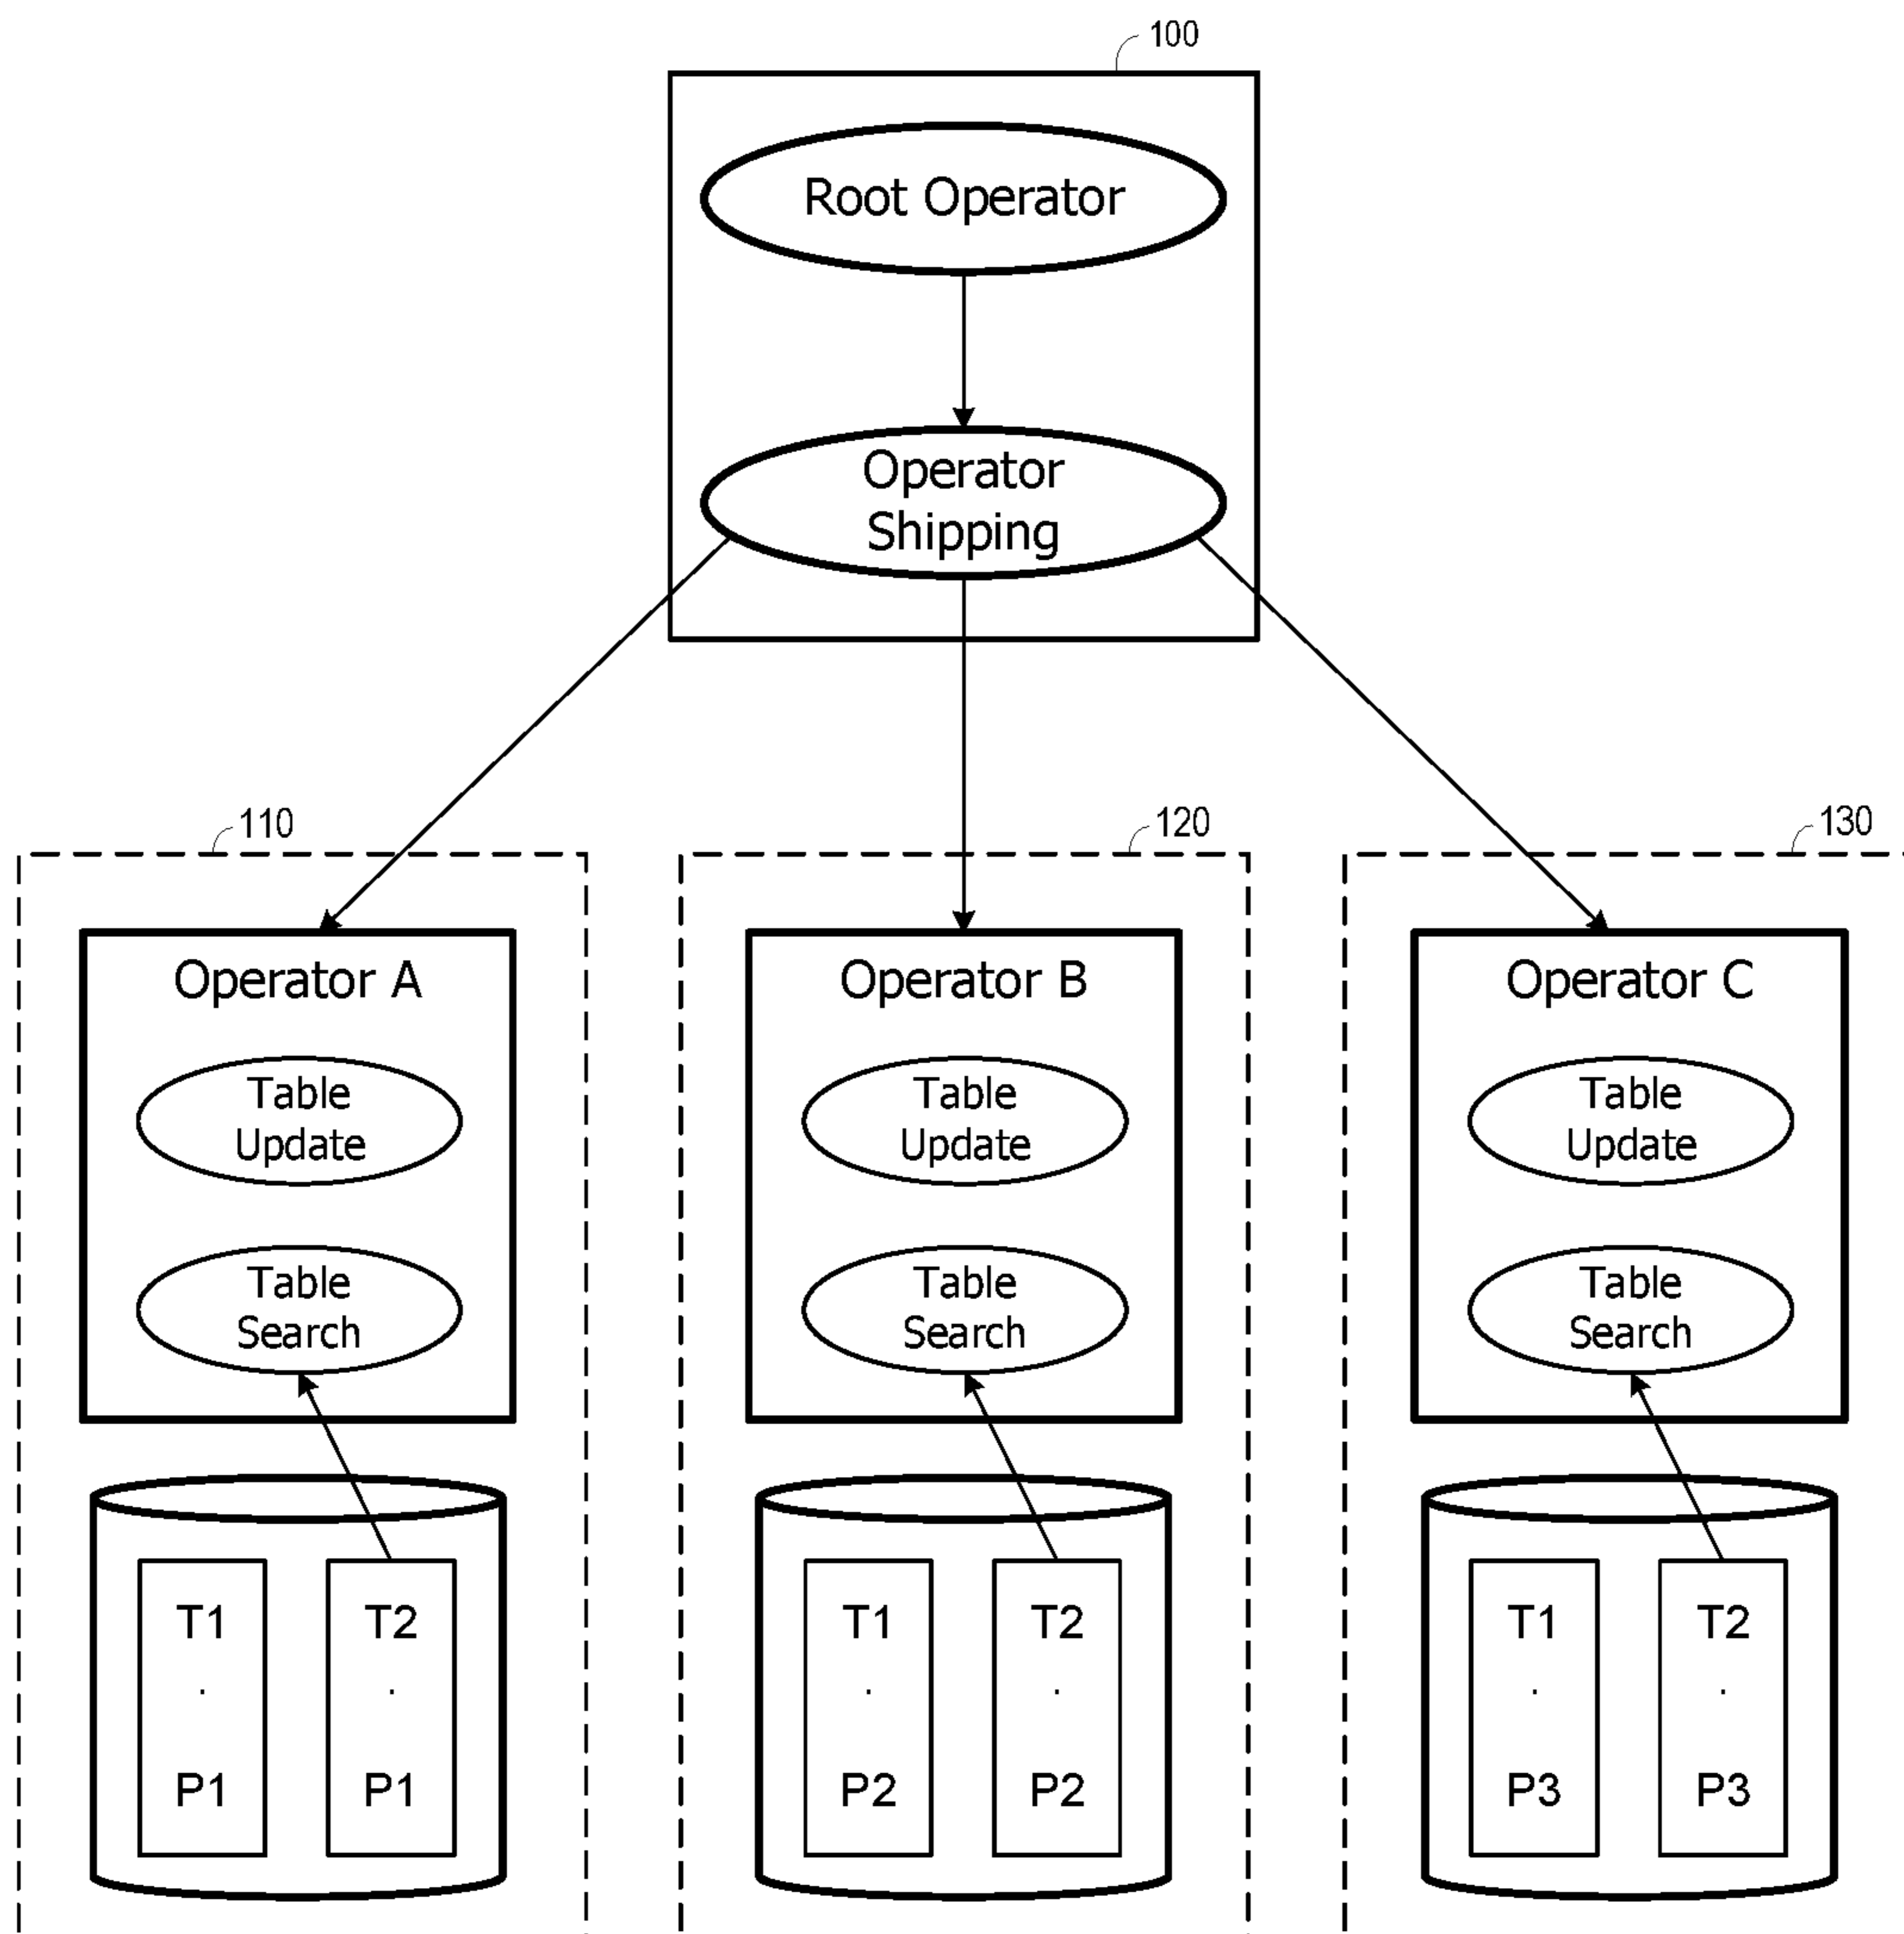 100
Root Operator
Operator
Shipping
110
120
130
Operator A
Table
Update
Table
Search
T1
.
P1
T2
.
P1
Operator B
Table
Update
Table
Search
T1
.
P2
T2
.
P2
Operator C
Table
Update
Table
Search
T1
.
P3
T2
.
P3